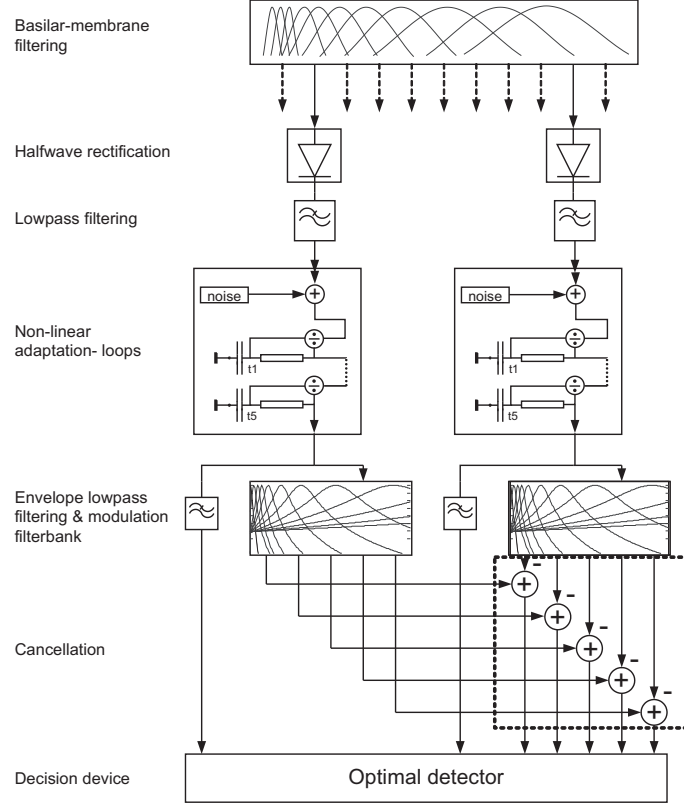 Basilar-membrane
filtering
Halfwave rectification
Lowpass filtering
noise
+
noise
+
Non-linear
adaptation- loops
÷
t1
÷
t5
÷
t1
÷
t5
Envelope lowpass
filtering & modulation
filterbank
Cancellation
-
+
-
+
-
+
-
+
-
+
Decision device
Optimal detector